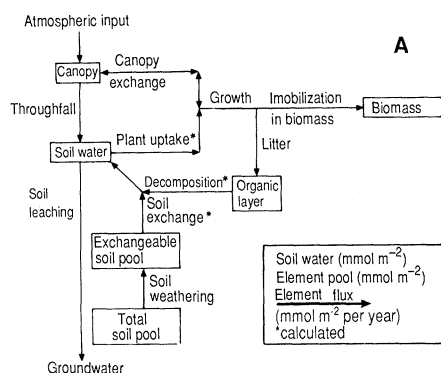 Atmospheric input
A
Canopy
Canopy
exchange
Throughfall
Growth
Imobilization
in biomass
Biomass
Plant uptake*
Soil water
Litter
Soil
leaching
Decomposition*
Organic
layer
Soil
exchange*
Exchangeable
soil pool
Soil
weathering
Total
soil pool
Groundwater
Soil water (mmol m⁻²)
Element pool (mmol m⁻²)
Element flux
(mmol m⁻² per year)
*calculated